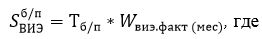 S^{б/п}_{ВИЭ} = Т_{б/п} * W_{виэ.факт (мес)}, где